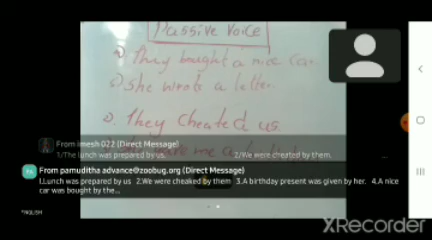 Passive Voice
1) They bought a nice car.
2) She wrote a letter.
3. They cheated us.
From imesh 022 (Direct Message)
1/The lunch was prepared by us. 2/We were cheated by them.
PA From pamuditha advance@zoobug.org (Direct Message)
I.Lunch was prepared by us 2.We were cheaked by them 3.A birthday present was given by her. 4.A nice
car was bought by the...
XRecorder